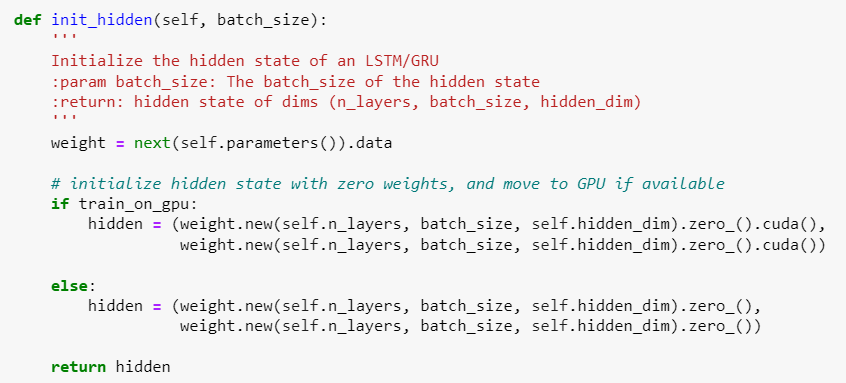 def init_hidden(self, batch_size):
    '''
    Initialize the hidden state of an LSTM/GRU
    :param batch_size: The batch_size of the hidden state
    :return: hidden state of dims (n_layers, batch_size, hidden_dim)
    '''
    weight = next(self.parameters()).data
    # initialize hidden state with zero weights, and move to GPU if available
    if train_on_gpu:
        hidden = (weight.new(self.n_layers, batch_size, self.hidden_dim).zero_().cuda(),
                  weight.new(self.n_layers, batch_size, self.hidden_dim).zero_().cuda())
    else:
        hidden = (weight.new(self.n_layers, batch_size, self.hidden_dim).zero_(),
                  weight.new(self.n_layers, batch_size, self.hidden_dim).zero_())
    return hidden